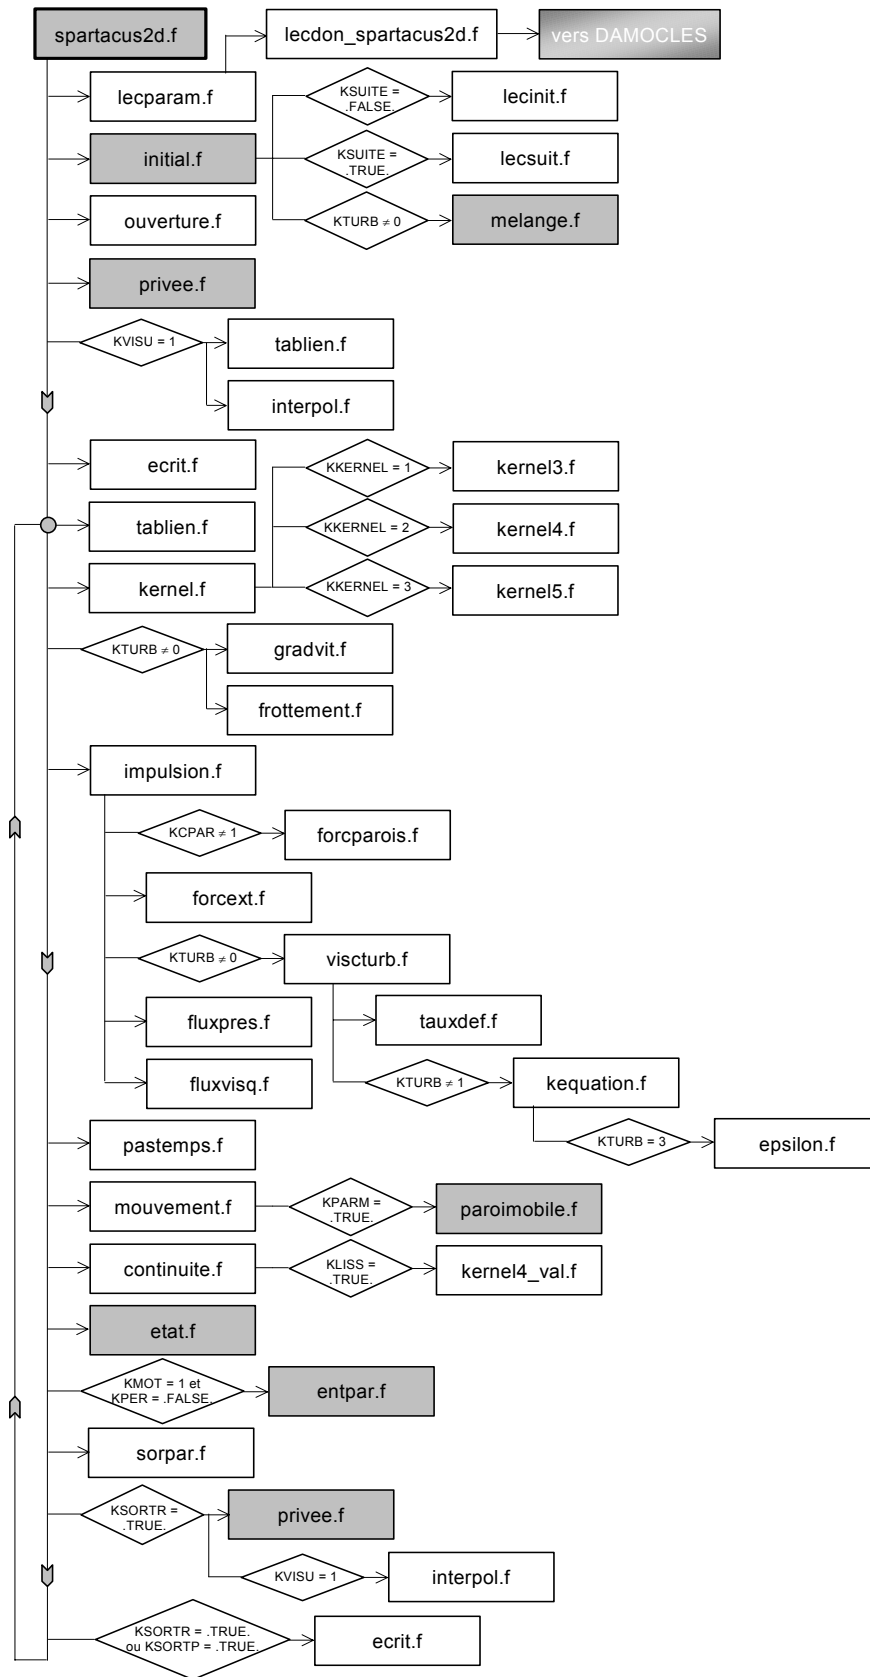 spartacus2d.f
lecdon_spartacus2d.f
vers DAMOCLES
lecparam.f
KSUITE =
.FALSE.
lecinit.f
initial.f
KSUITE =
.TRUE.
lecsuit.f
ouverture.f
KTURB ≠ 0
melange.f
privee.f
KVISU = 1
tablien.f
interpol.f
ecrit.f
KKERNEL = 1
kernel3.f
tablien.f
KKERNEL = 2
kernel4.f
kernel.f
KKERNEL = 3
kernel5.f
KTURB ≠ 0
gradvit.f
frottement.f
impulsion.f
KCPAR ≠ 1
forcparois.f
forcext.f
KTURB ≠ 0
viscturb.f
fluxpres.f
tauxdef.f
fluxvisq.f
KTURB ≠ 1
kequation.f
pastemps.f
KTURB = 3
epsilon.f
mouvement.f
KPARM =
.TRUE.
paroimobile.f
continuite.f
KLISS =
.TRUE.
kernel4_val.f
etat.f
KMOT = 1 et
KPER = .FALSE.
entpar.f
sorpar.f
KSORTR =
.TRUE.
privee.f
KVISU = 1
interpol.f
KSORTR = .TRUE.
ou KSORTP = .TRUE.
ecrit.f